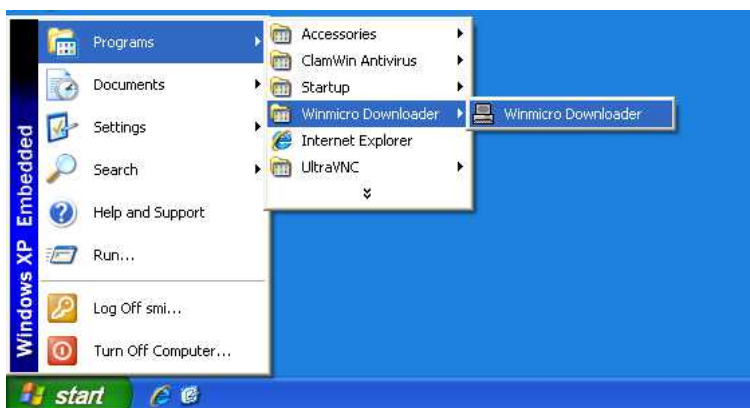 Windows XP Embedded
Programs
Documents
Settings
Search
Help and Support
Run...
Log Off smi...
Turn Off Computer...
Accessories
ClamWin Antivirus
Startup
Winmicro Downloader
Internet Explorer
UltraVNC
Winmicro Downloader
start